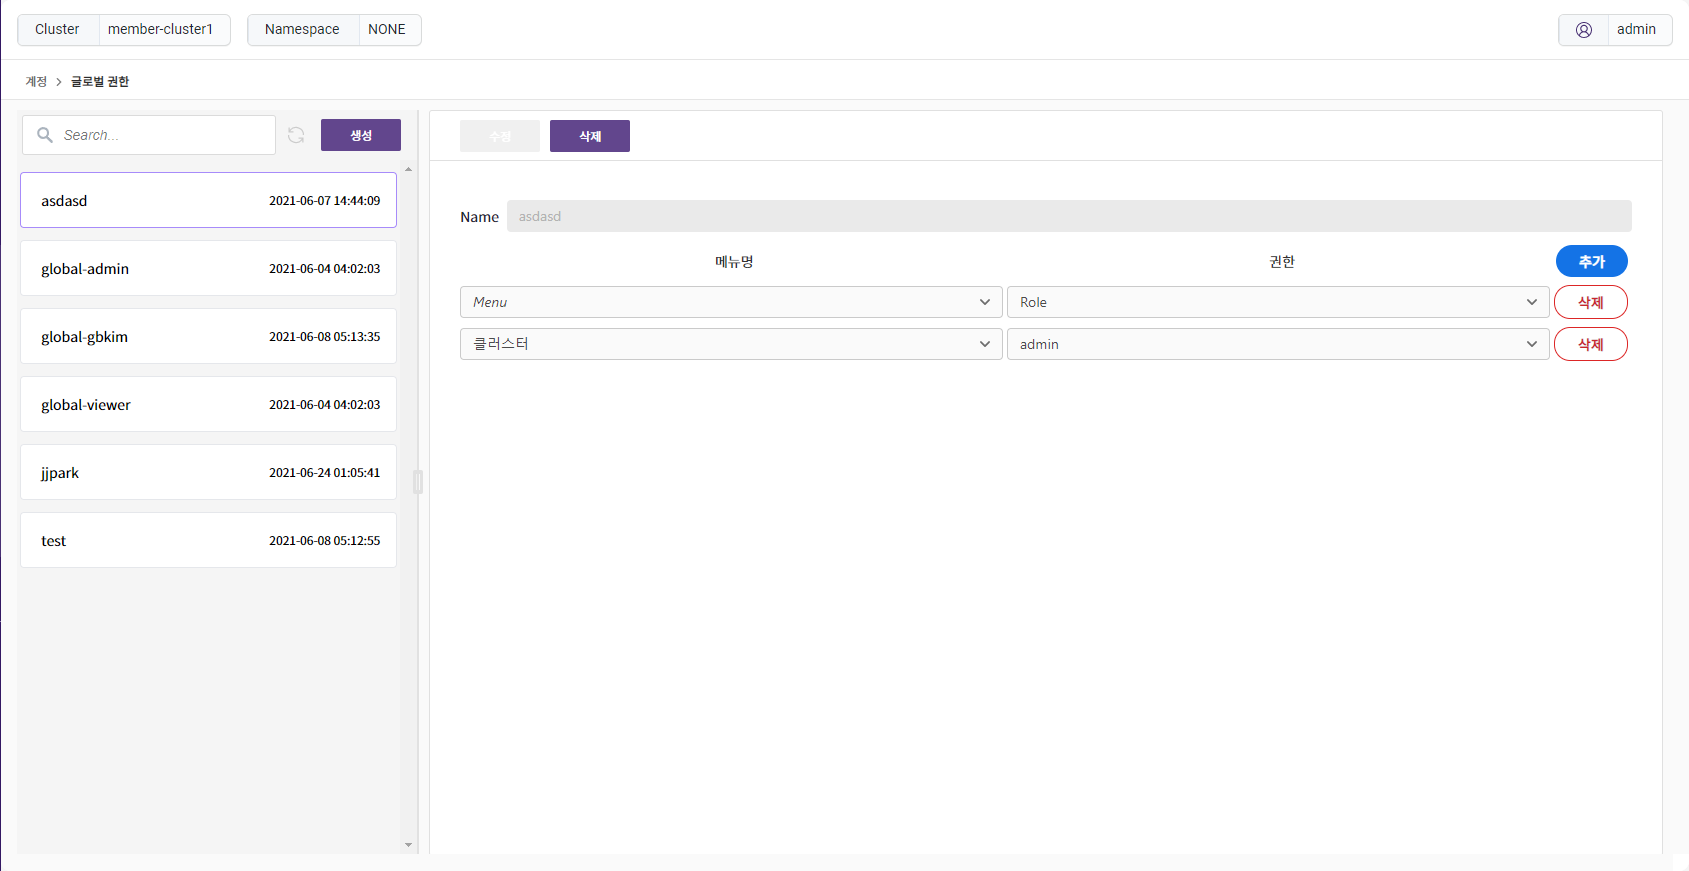 Cluster member-cluster1 Namespace NONE admin
계정 > 글로벌 권한
Search... 생성
asdasd 2021-06-07 14:44:09
global-admin 2021-06-04 04:02:03
global-gbkim 2021-06-08 05:13:35
global-viewer 2021-06-04 04:02:03
jjpark 2021-06-24 01:05:41
test 2021-06-08 05:12:55
수정 삭제
Name asdasd
메뉴명 권한 추가
Menu Role 삭제
클러스터 admin 삭제